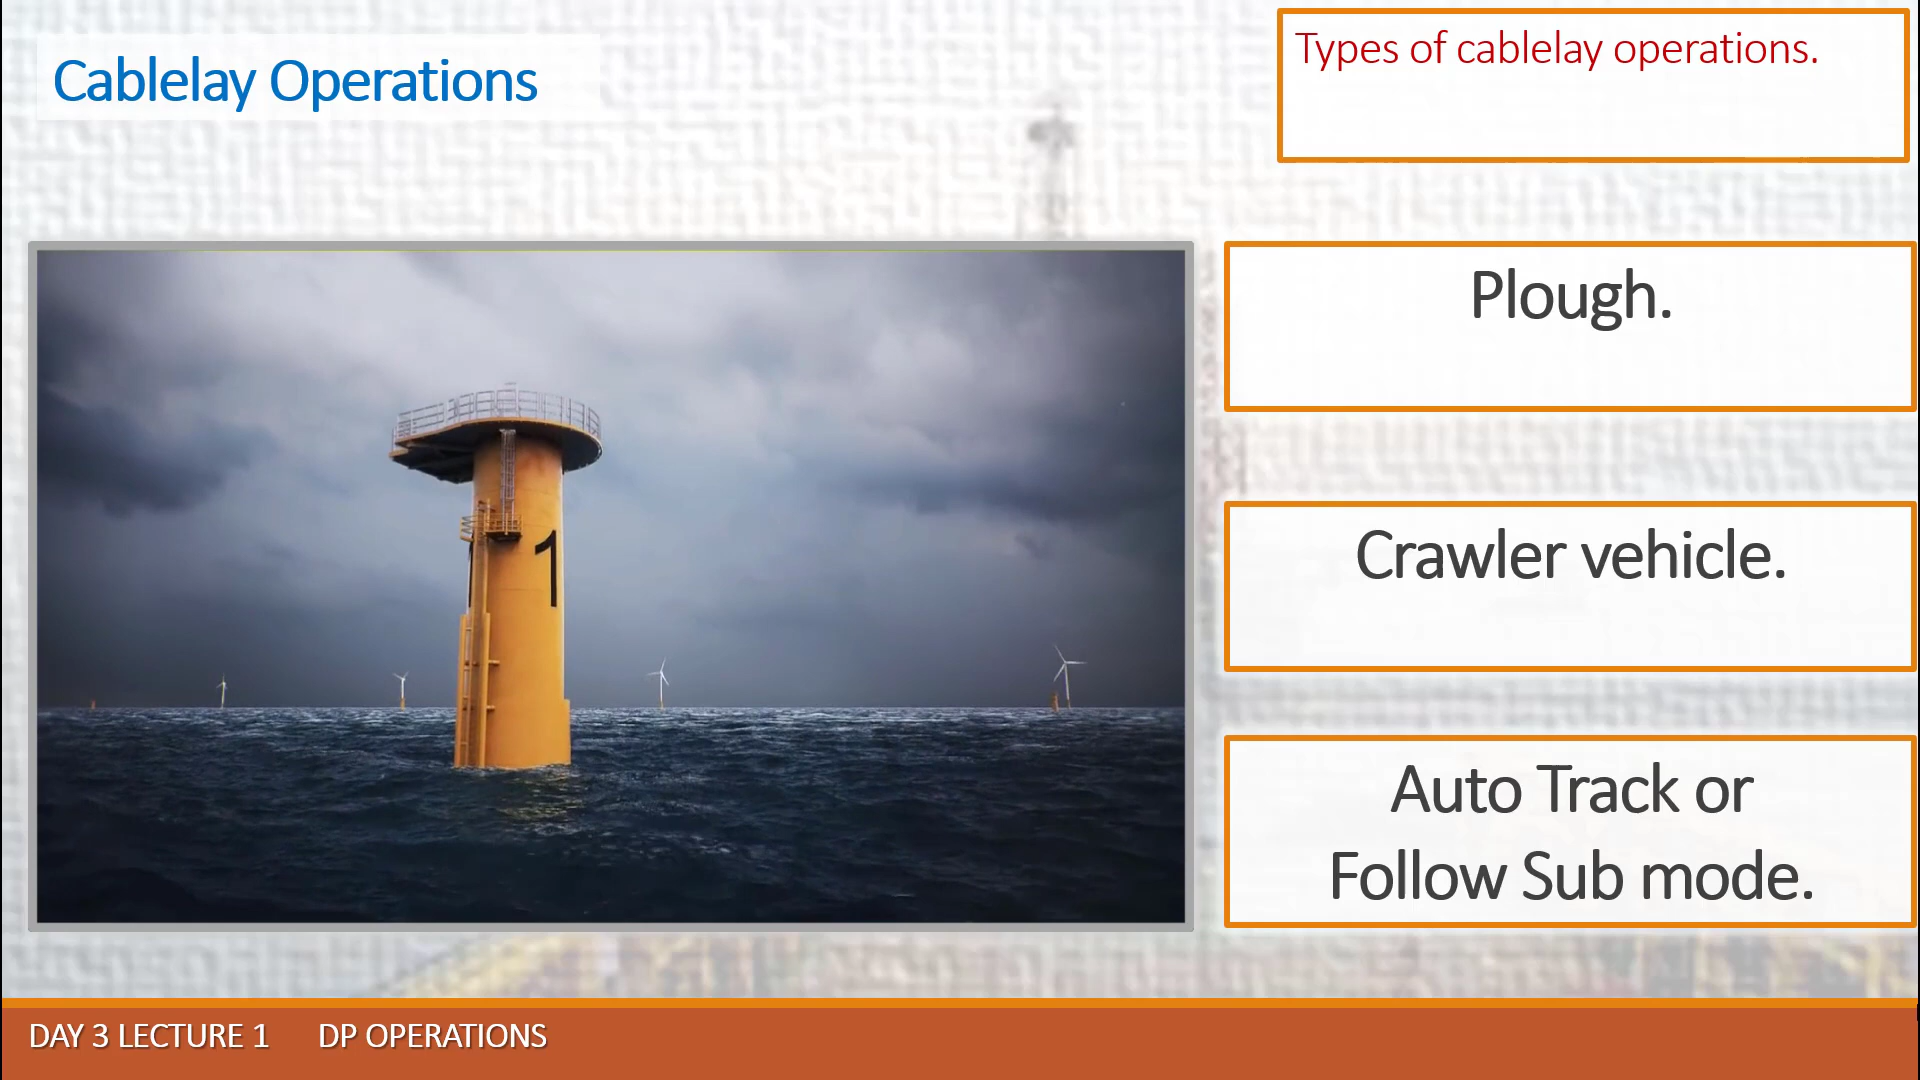 Cablelay Operations
Types of cablelay operations.
Plough.
Crawler vehicle.
Auto Track or
Follow Sub mode.
1
DAY 3 LECTURE 1 DP OPERATIONS